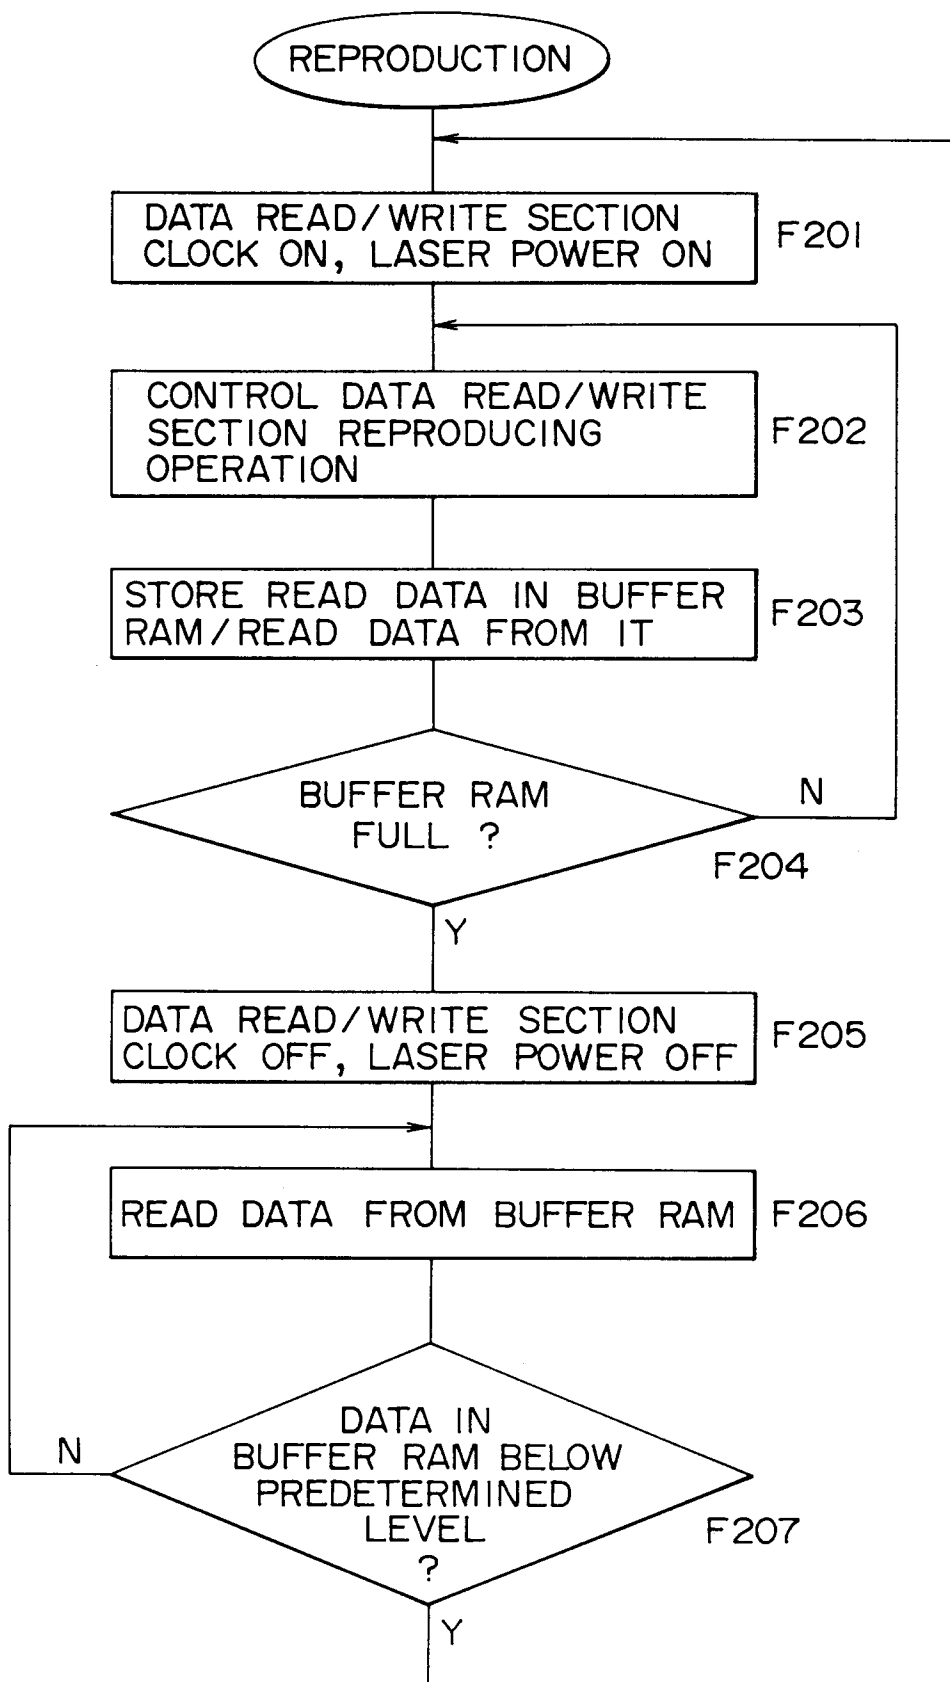 REPRODUCTION
DATA READ/WRITE SECTION
CLOCK ON, LASER POWER ON
F201
CONTROL DATA READ/WRITE
SECTION REPRODUCING
OPERATION
F202
STORE READ DATA IN BUFFER
RAM/READ DATA FROM IT
F203
BUFFER RAM
FULL ?
N
F204
Y
DATA READ/WRITE SECTION
CLOCK OFF, LASER POWER OFF
F205
READ DATA FROM BUFFER RAM
F206
DATA IN
BUFFER RAM BELOW
PREDETERMINED
LEVEL
?
N
F207
Y